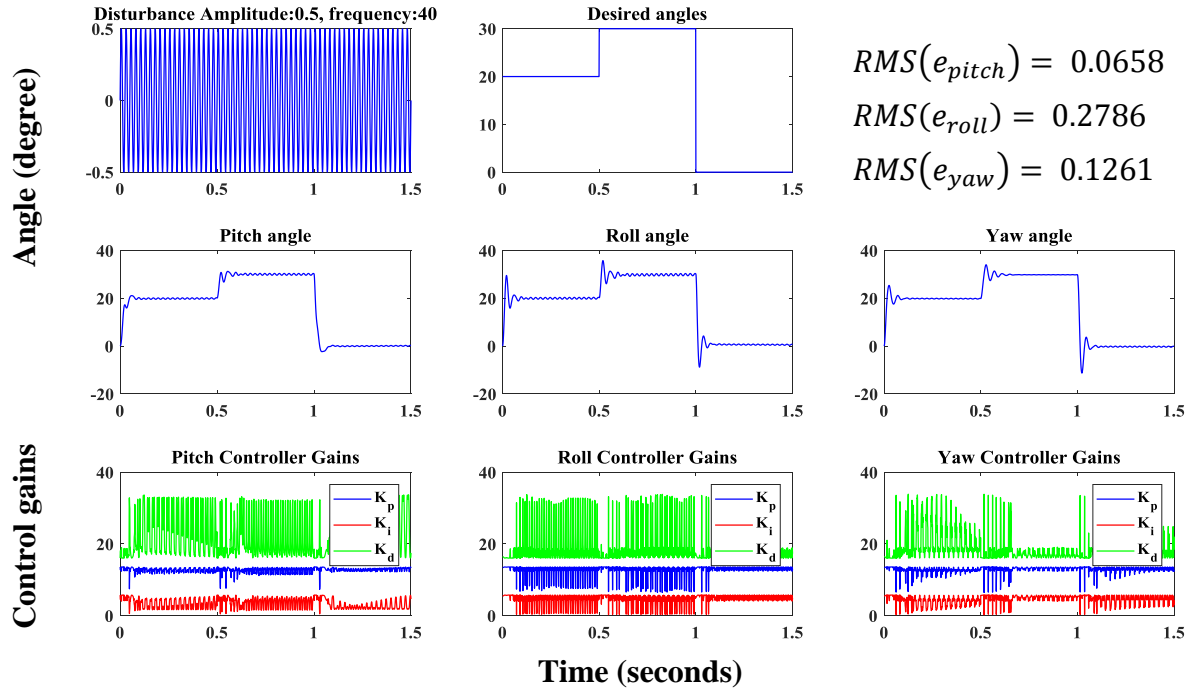 Disturbance Amplitude:0.5, frequency:40
0.5
0
-0.5
0 0.5 1 1.5
Desired angles
30
20
10
0
0 0.5 1 1.5
RMS(e_pitch) = 0.0658
RMS(e_roll) = 0.2786
RMS(e_yaw) = 0.1261
Angle (degree)
Pitch angle
40
20
0
-20
0 0.5 1 1.5
Roll angle
40
20
0
-20
0 0.5 1 1.5
Yaw angle
40
20
0
-20
0 0.5 1 1.5
Control gains
Pitch Controller Gains
40
20
0
0 0.5 1 1.5
K_p
K_i
K_d
Roll Controller Gains
40
20
0
0 0.5 1 1.5
K_p
K_i
K_d
Yaw Controller Gains
40
20
0
0 0.5 1 1.5
K_p
K_i
K_d
Time (seconds)